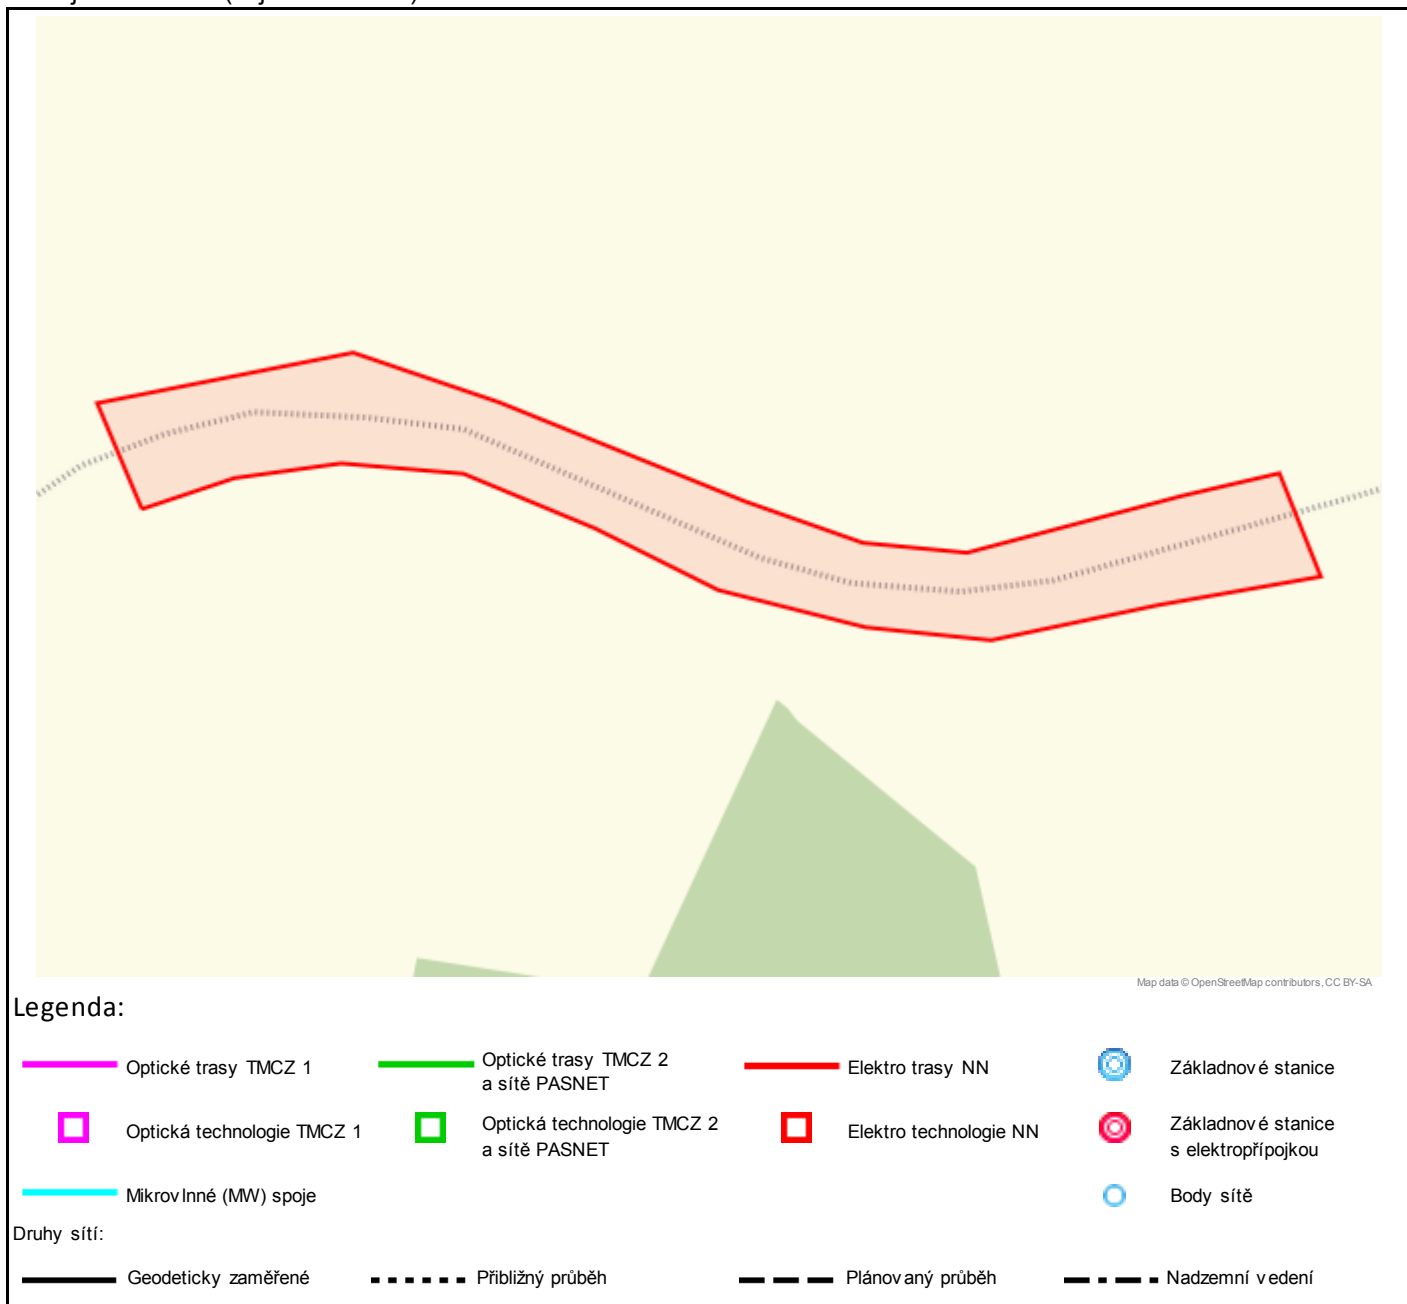 Map data © OpenStreetMap contributors, CC BY-SA
Legenda:
Optické trasy TMCZ 1
Optické trasy TMCZ 2
a sítě PASNET
Elektro trasy NN
Základnové stanice
Optická technologie TMCZ 1
Optická technologie TMCZ 2
a sítě PASNET
Elektro technologie NN
Základnové stanice
s elektropřípojkou
Mikrovlnné (MW) spoje
Body sítě
Druhy sítí:
Geodeticky zaměřené
Přibližný průběh
Plánovaný průběh
Nadzemní vedení